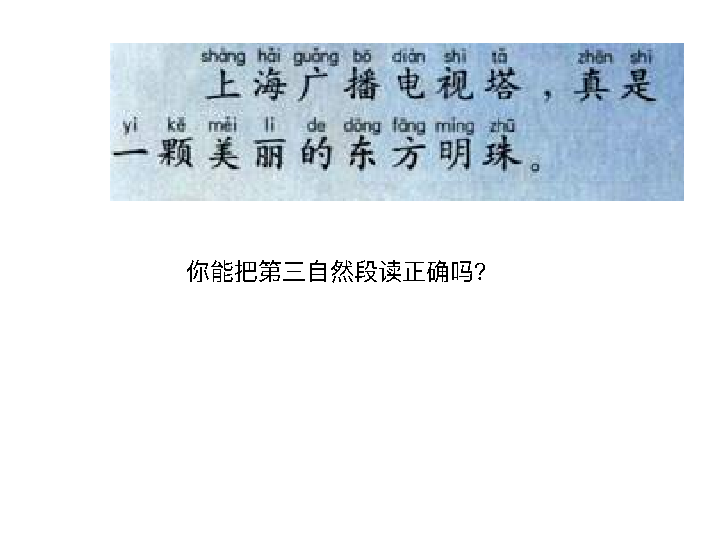 shàng hǎi guǎng bō diàn shì tǎ zhēn shì
上海广播电视塔，真是
yì kē měi lì de dōng fāng míng zhū
一颗美丽的东方明珠。
你能把第三自然段读正确吗?